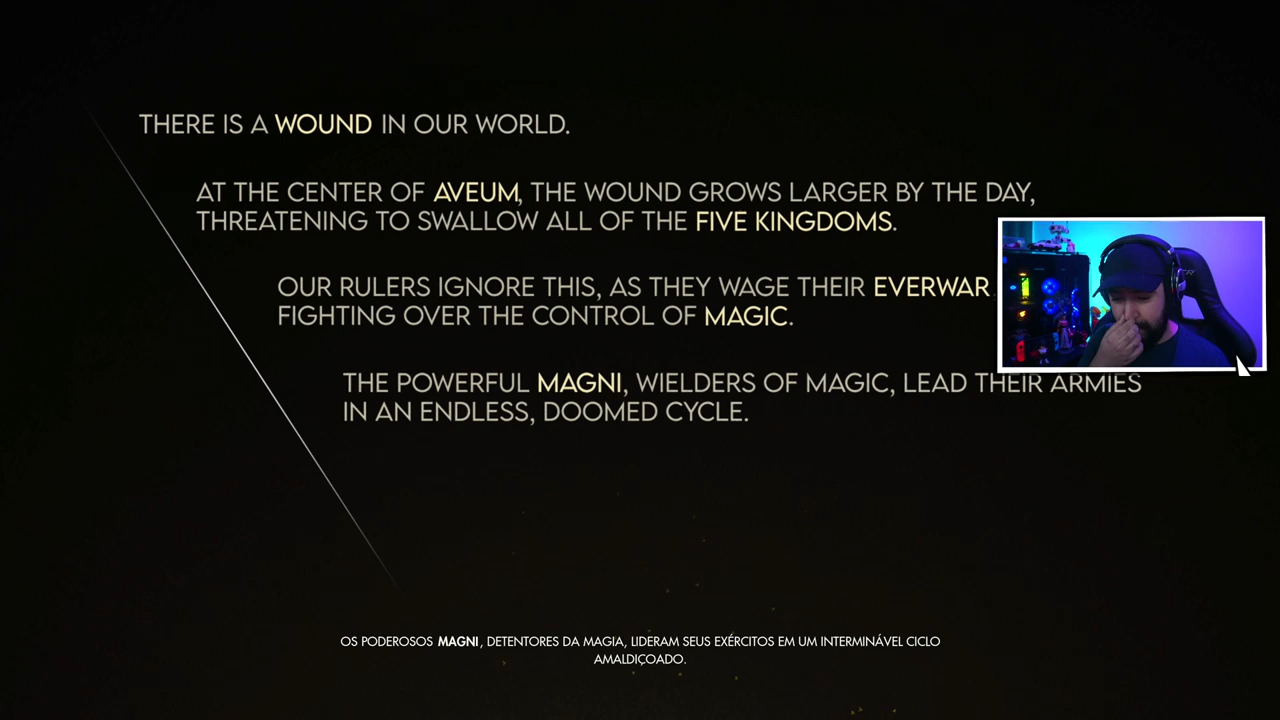 THERE IS A WOUND IN OUR WORLD.
AT THE CENTER OF AVEUM, THE WOUND GROWS LARGER BY THE DAY,
THREATENING TO SWALLOW ALL OF THE FIVE KINGDOMS.
OUR RULERS IGNORE THIS, AS THEY WAGE THEIR EVERWAR
FIGHTING OVER THE CONTROL OF MAGIC.
THE POWERFUL MAGNI, WIELDERS OF MAGIC, LEAD THEIR ARMIES
IN AN ENDLESS, DOOMED CYCLE.
OS PODEROSOS MAGNI, DETENTORES DA MAGIA, LIDERAM SEUS EXÉRCITOS EM UM INTERMINÁVEL CICLO
AMALDIÇOADO.